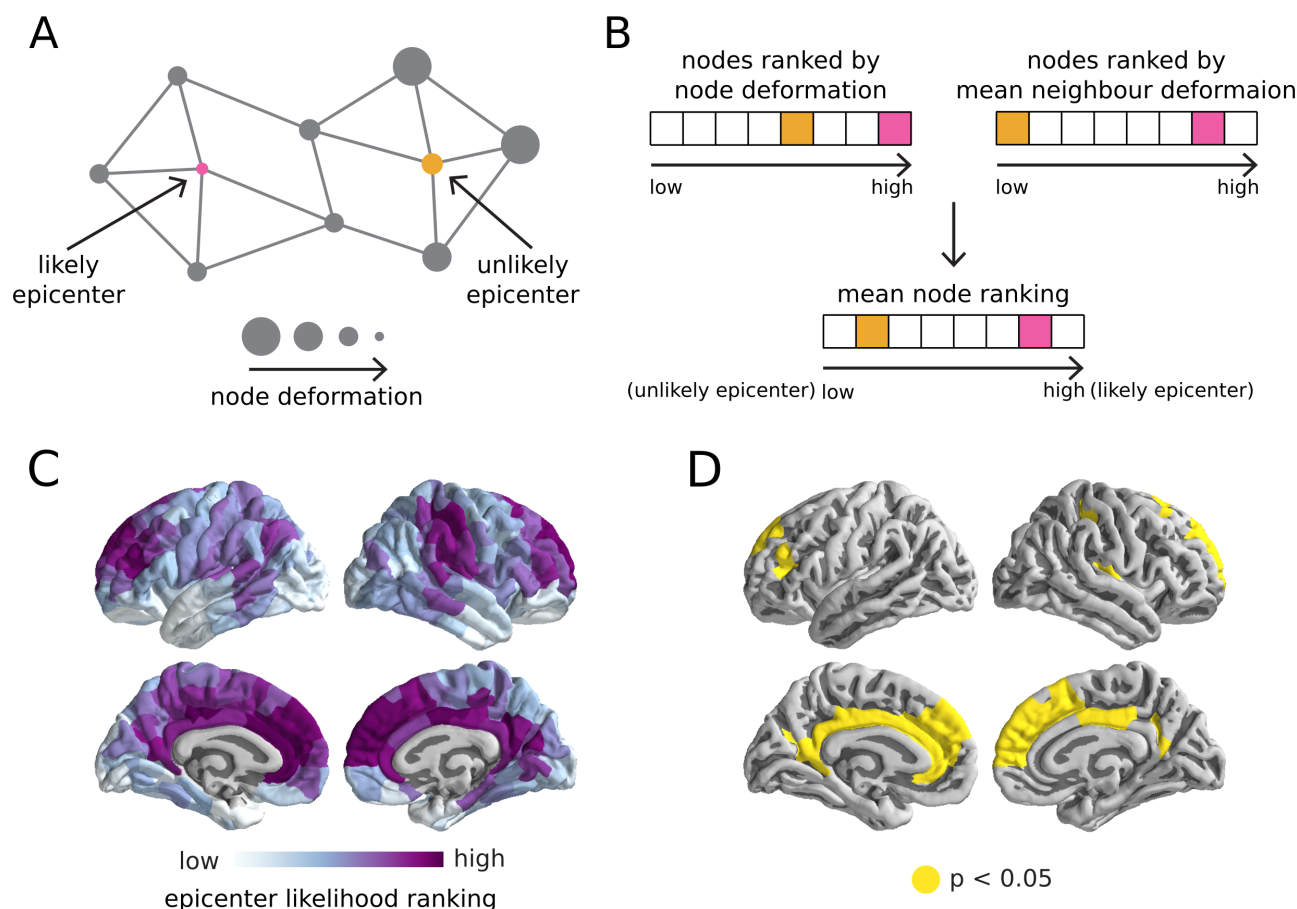 A
likely
epicenter
unlikely
epicenter
node deformation
B
nodes ranked by
node deformation
low
high
nodes ranked by
mean neighbour deformaion
low
high
mean node ranking
(unlikely epicenter) low
high (likely epicenter)
C
low
high
epicenter likelihood ranking
D
p < 0.05